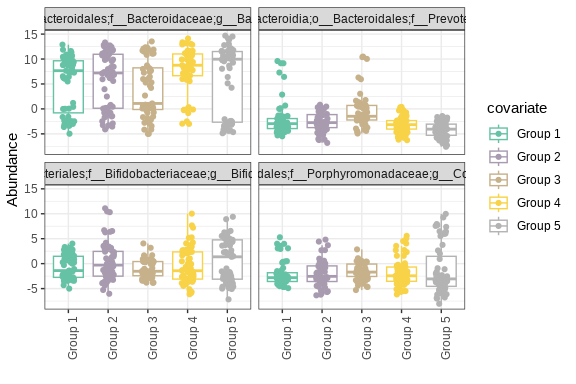 acteroidales;f__Bacteroidaceae;g__Ba
acteroidia;o__Bacteroidales;f__Prevote
15
10
5
0
-5
teriales;f__Bifidobacteriaceae;g__Bific
dales;f__Porphyromonadaceae;g__Co
15
10
5
0
-5
Abundance
Group 1
Group 2
Group 3
Group 4
Group 5
Group 1
Group 2
Group 3
Group 4
Group 5
covariate
Group 1
Group 2
Group 3
Group 4
Group 5